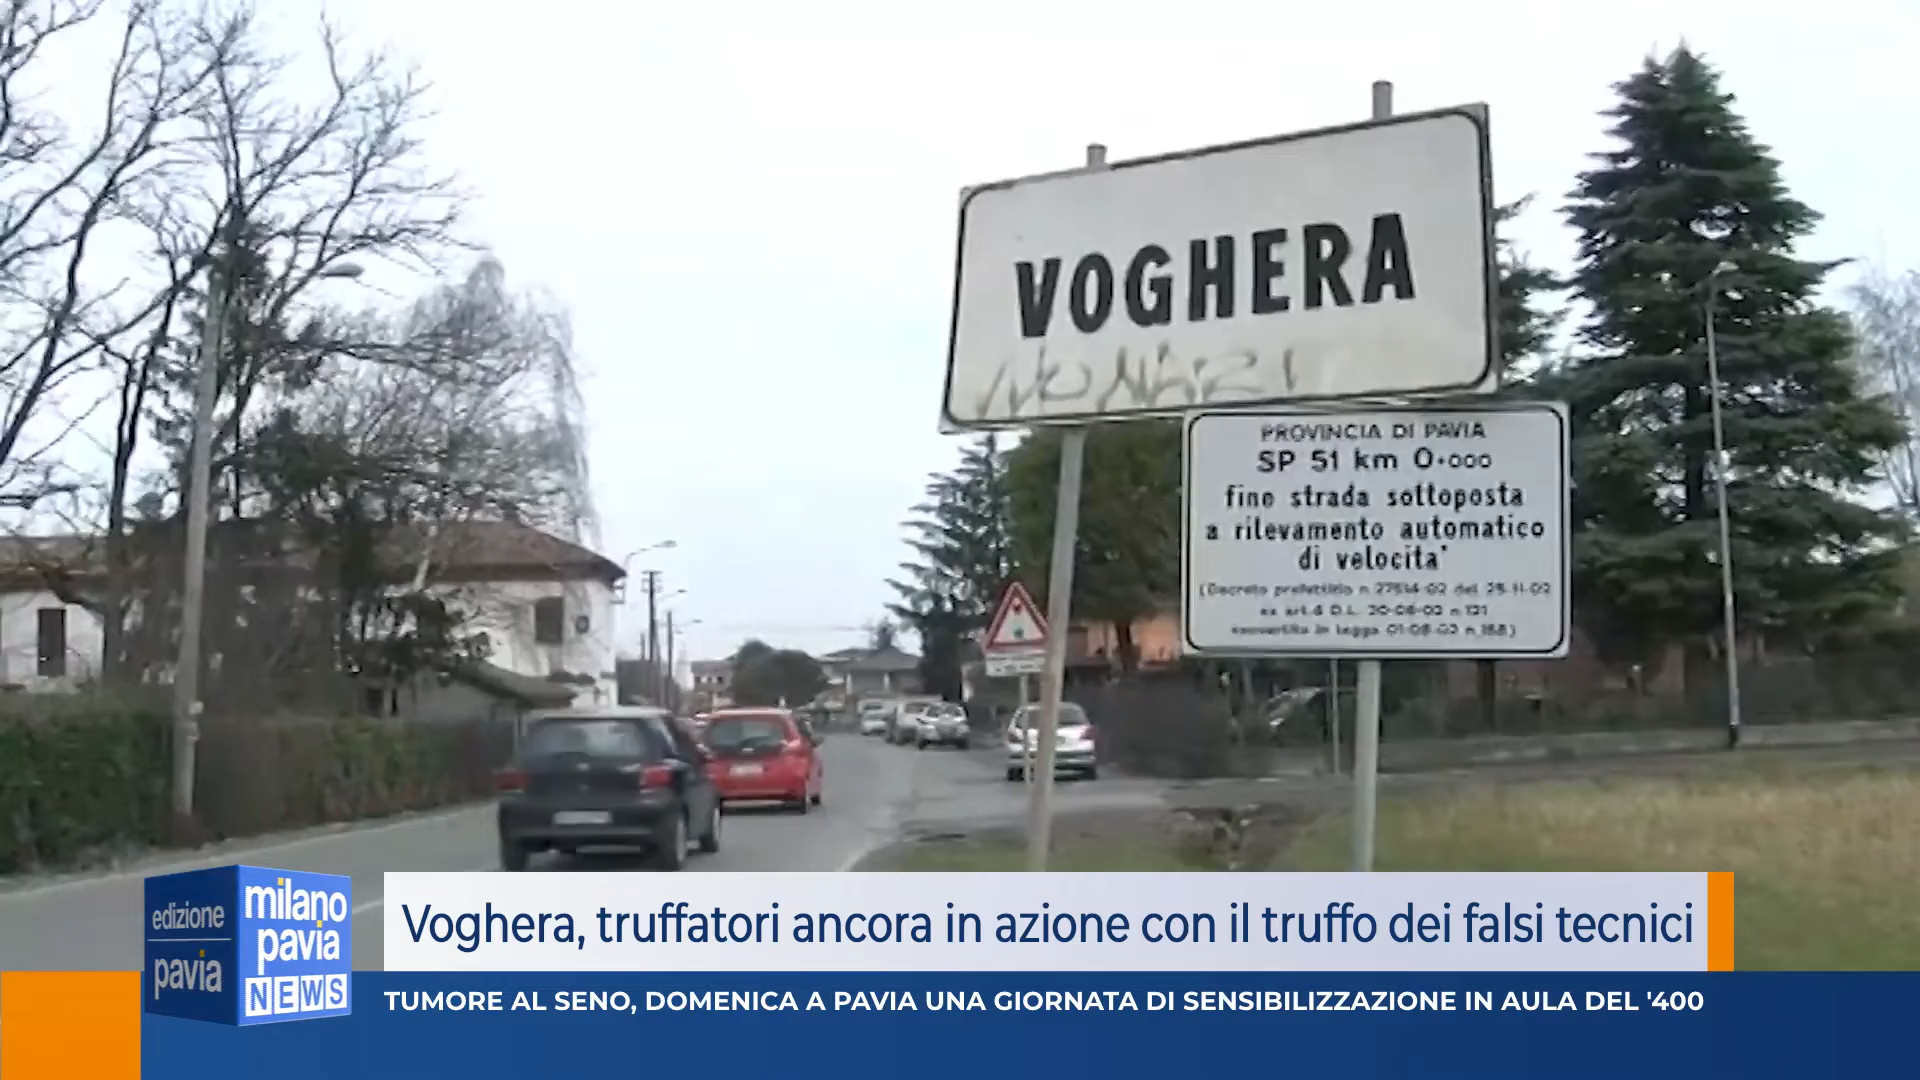 VOGHERA
PROVINCIA DI PAVIA
SP 51 km 0+000
fine strada sottoposta
a rilevamento automatico
di velocita'
Voghera, truffatori ancora in azione con il truffo dei falsi tecnici
edizione
pavia
milano
pavia
NEWS
TUMORE AL SENO, DOMENICA A PAVIA UNA GIORNATA DI SENSIBILIZZAZIONE IN AULA DEL '400